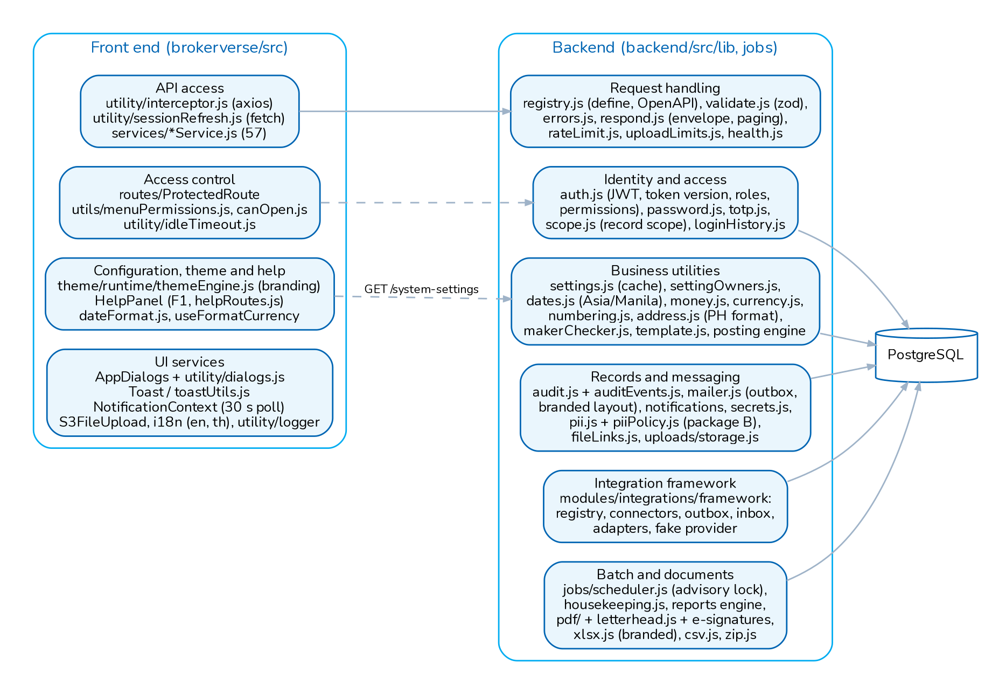 Front end (brokerverse/src)
API access
utility/interceptor.js (axios)
utility/sessionRefresh.js (fetch)
services/*Service.js (57)
Access control
routes/ProtectedRoute
utils/menuPermissions.js, canOpen.js
utility/idleTimeout.js
Configuration, theme and help
theme/runtime/themeEngine.js (branding)
HelpPanel (F1, helpRoutes.js)
dateFormat.js, useFormatCurrency
UI services
AppDialogs + utility/dialogs.js
Toast / toastUtils.js
NotificationContext (30 s poll)
S3FileUpload, i18n (en, th), utility/logger
GET /system-settings
Backend (backend/src/lib, jobs)
Request handling
registry.js (define, OpenAPI), validate.js (zod),
errors.js, respond.js (envelope, paging),
rateLimit.js, uploadLimits.js, health.js
Identity and access
auth.js (JWT, token version, roles,
permissions), password.js, totp.js,
scope.js (record scope), loginHistory.js
Business utilities
settings.js (cache), settingOwners.js,
dates.js (Asia/Manila), money.js, currency.js,
numbering.js, address.js (PH format),
makerChecker.js, template.js, posting engine
Records and messaging
audit.js + auditEvents.js, mailer.js (outbox,
branded layout), notifications, secrets.js,
pii.js + piiPolicy.js (package B),
fileLinks.js, uploads/storage.js
Integration framework
modules/integrations/framework:
registry, connectors, outbox, inbox,
adapters, fake provider
Batch and documents
jobs/scheduler.js (advisory lock),
housekeeping.js, reports engine,
pdf/ + letterhead.js + e-signatures,
xlsx.js (branded), csv.js, zip.js
PostgreSQL